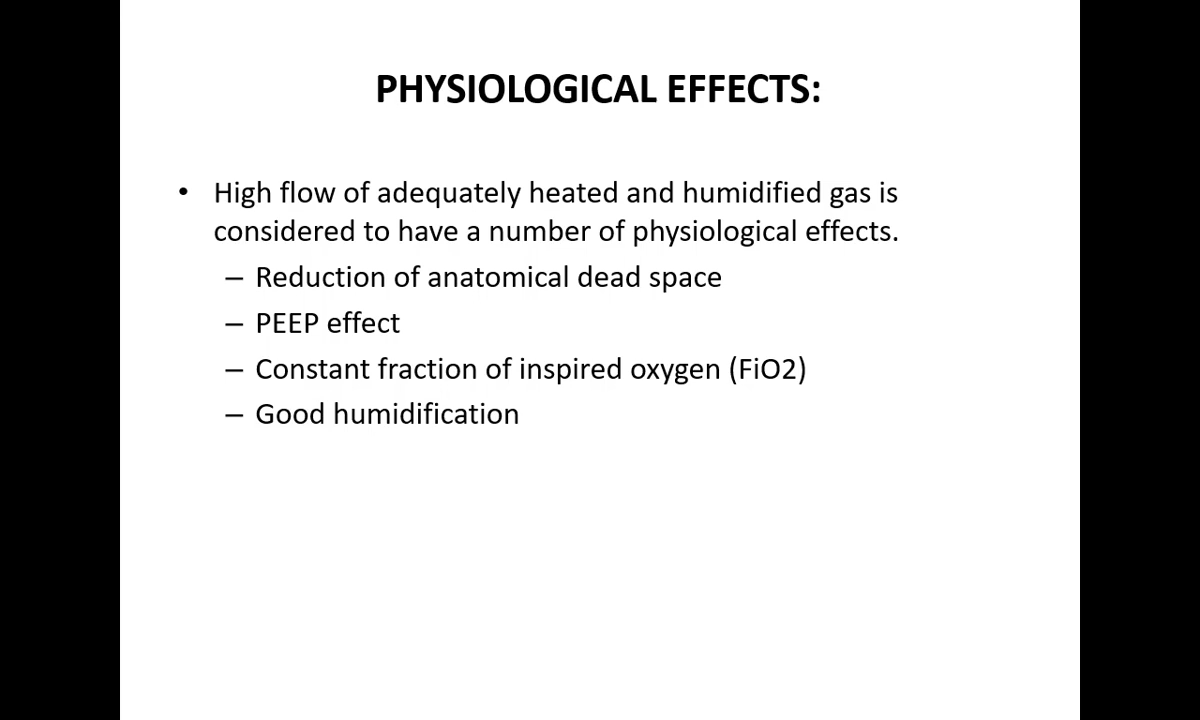 PHYSIOLOGICAL EFFECTS:
• High flow of adequately heated and humidified gas is
considered to have a number of physiological effects.
– Reduction of anatomical dead space
– PEEP effect
– Constant fraction of inspired oxygen (FiO2)
– Good humidification